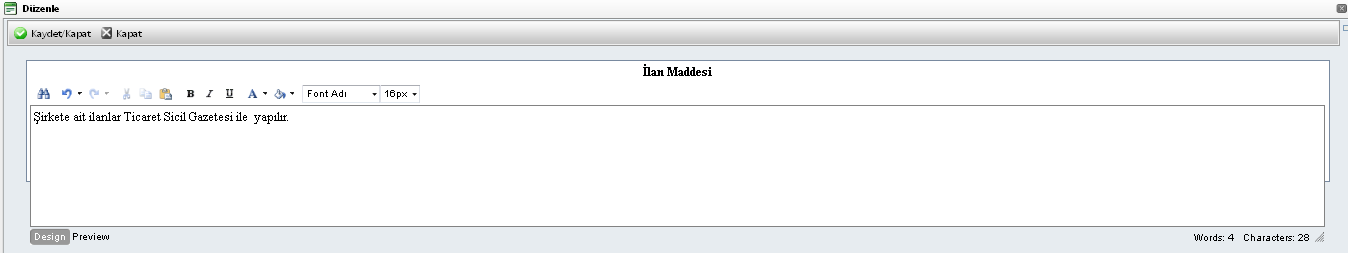 Düzenle
Kaydet/Kapat Kapat
İlan Maddesi
B I U A Font Adı 16px
Şirkete ait ilanlar Ticaret Sicil Gazetesi ile  yapılır.
Design Preview Words: 4 Characters: 28